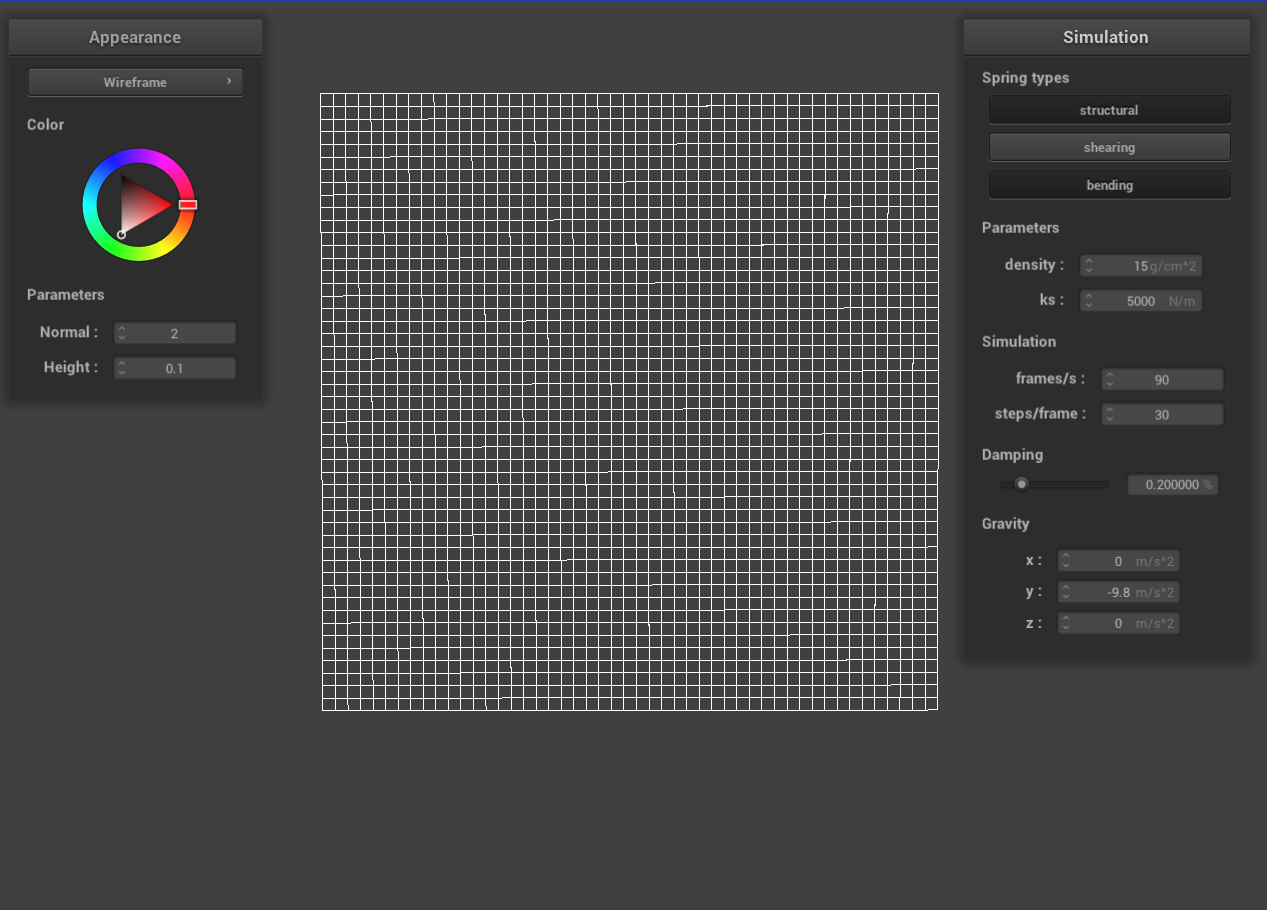 Appearance
Wireframe
Color
Parameters
Normal : 2
Height : 0.1
Simulation
Spring types
structural
shearing
bending
Parameters
density : 15 g/cm^2
ks : 5000 N/m
Simulation
frames/s : 90
steps/frame : 30
Damping
0.200000 %
Gravity
x : 0 m/s^2
y : -9.8 m/s^2
z : 0 m/s^2